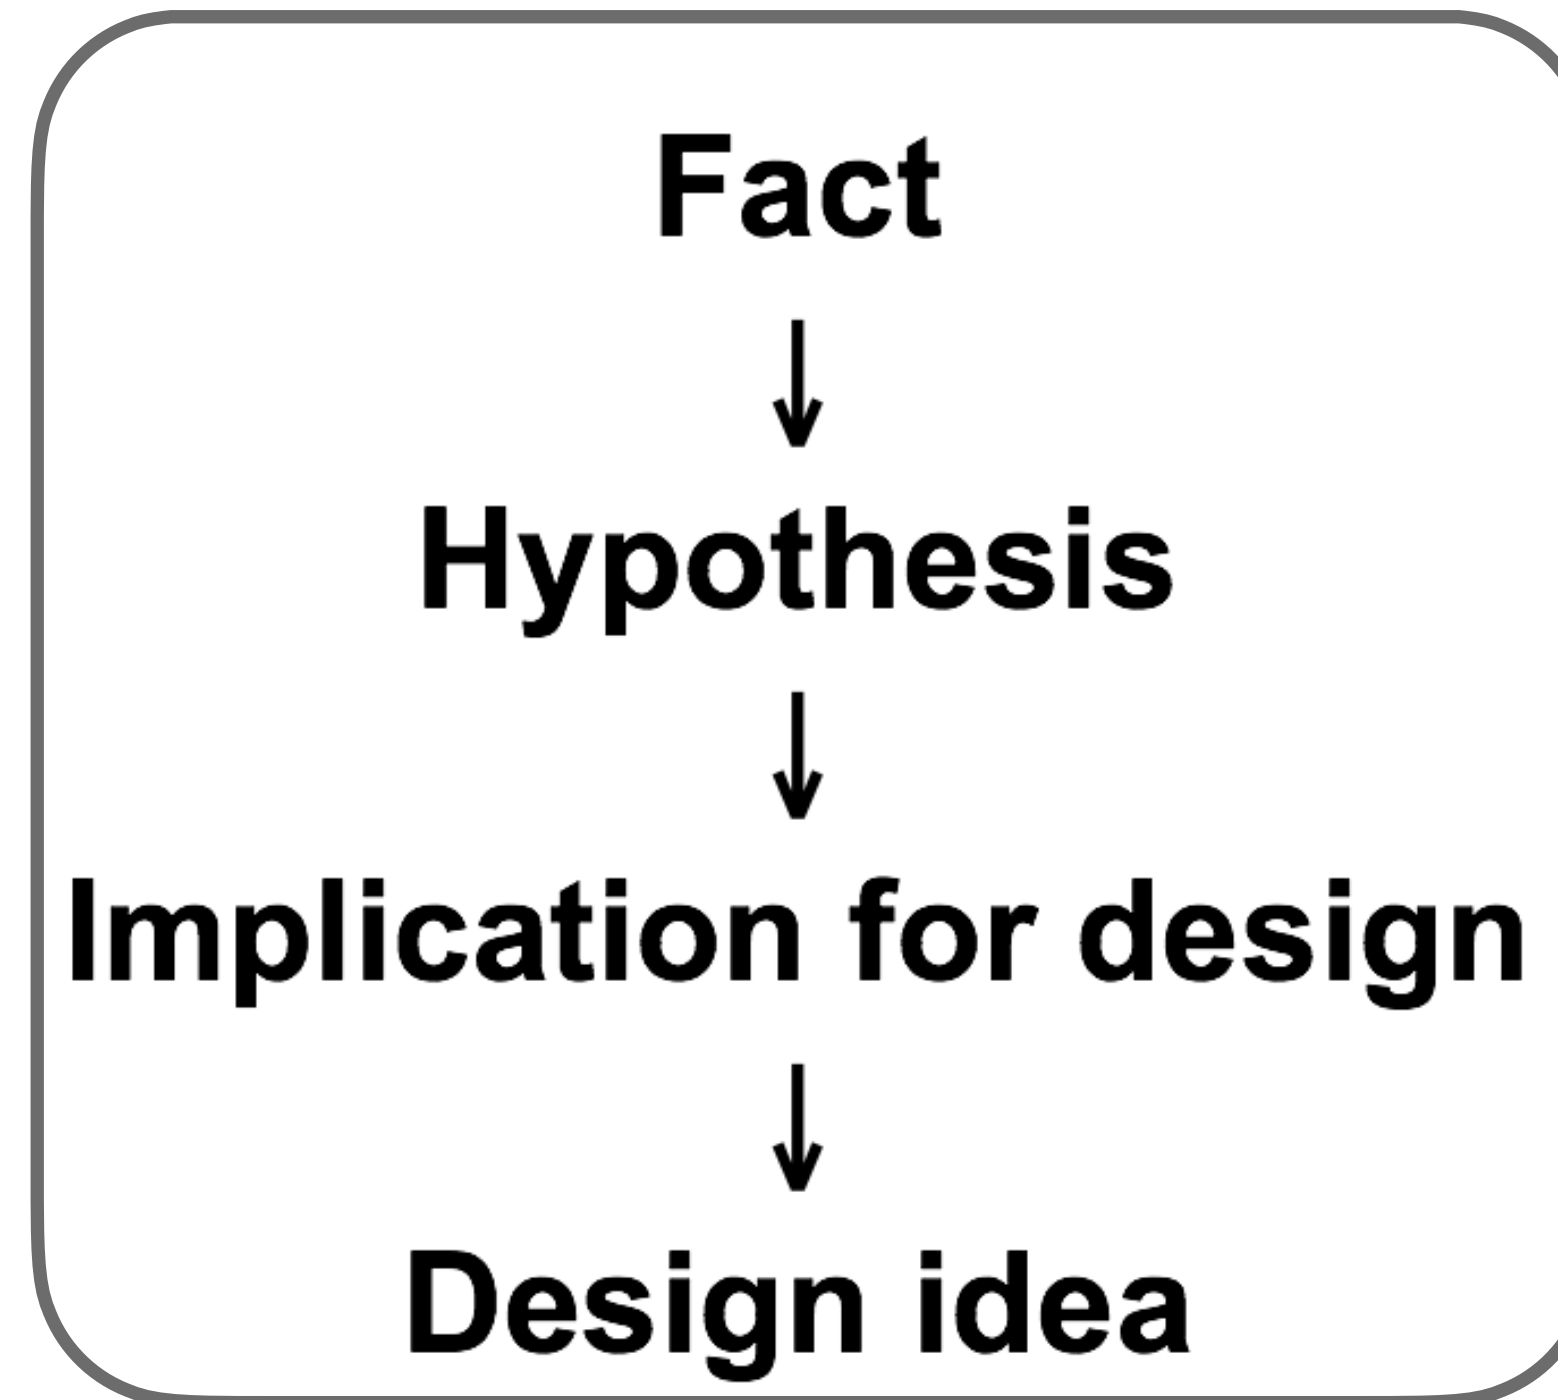 Fact
↓
Hypothesis
↓
Implication for design
↓
Design idea